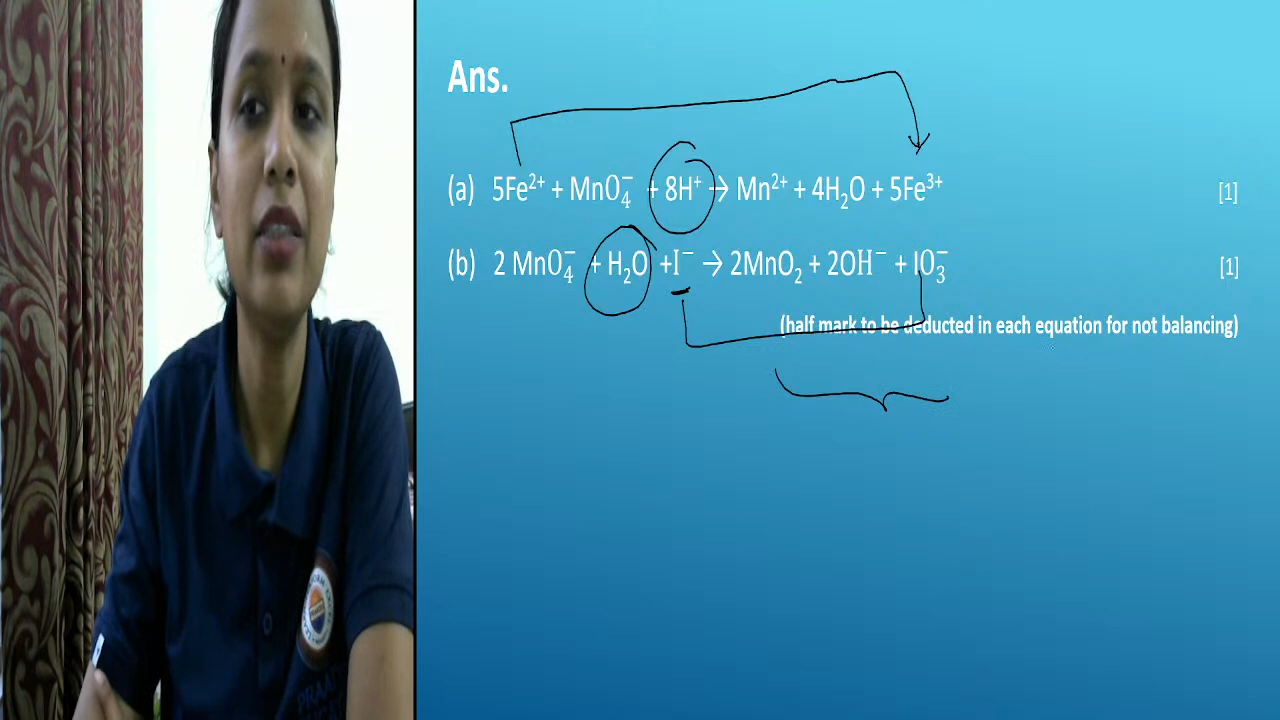 Ans.
(a) 5Fe²⁺ + MnO₄⁻ + 8H⁺ → Mn²⁺ + 4H₂O + 5Fe³⁺ [1]
(b) 2 MnO₄⁻ + H₂O +I⁻ → 2MnO₂ + 2OH⁻ + IO₃⁻ [1]
(half mark to be deducted in each equation for not balancing)